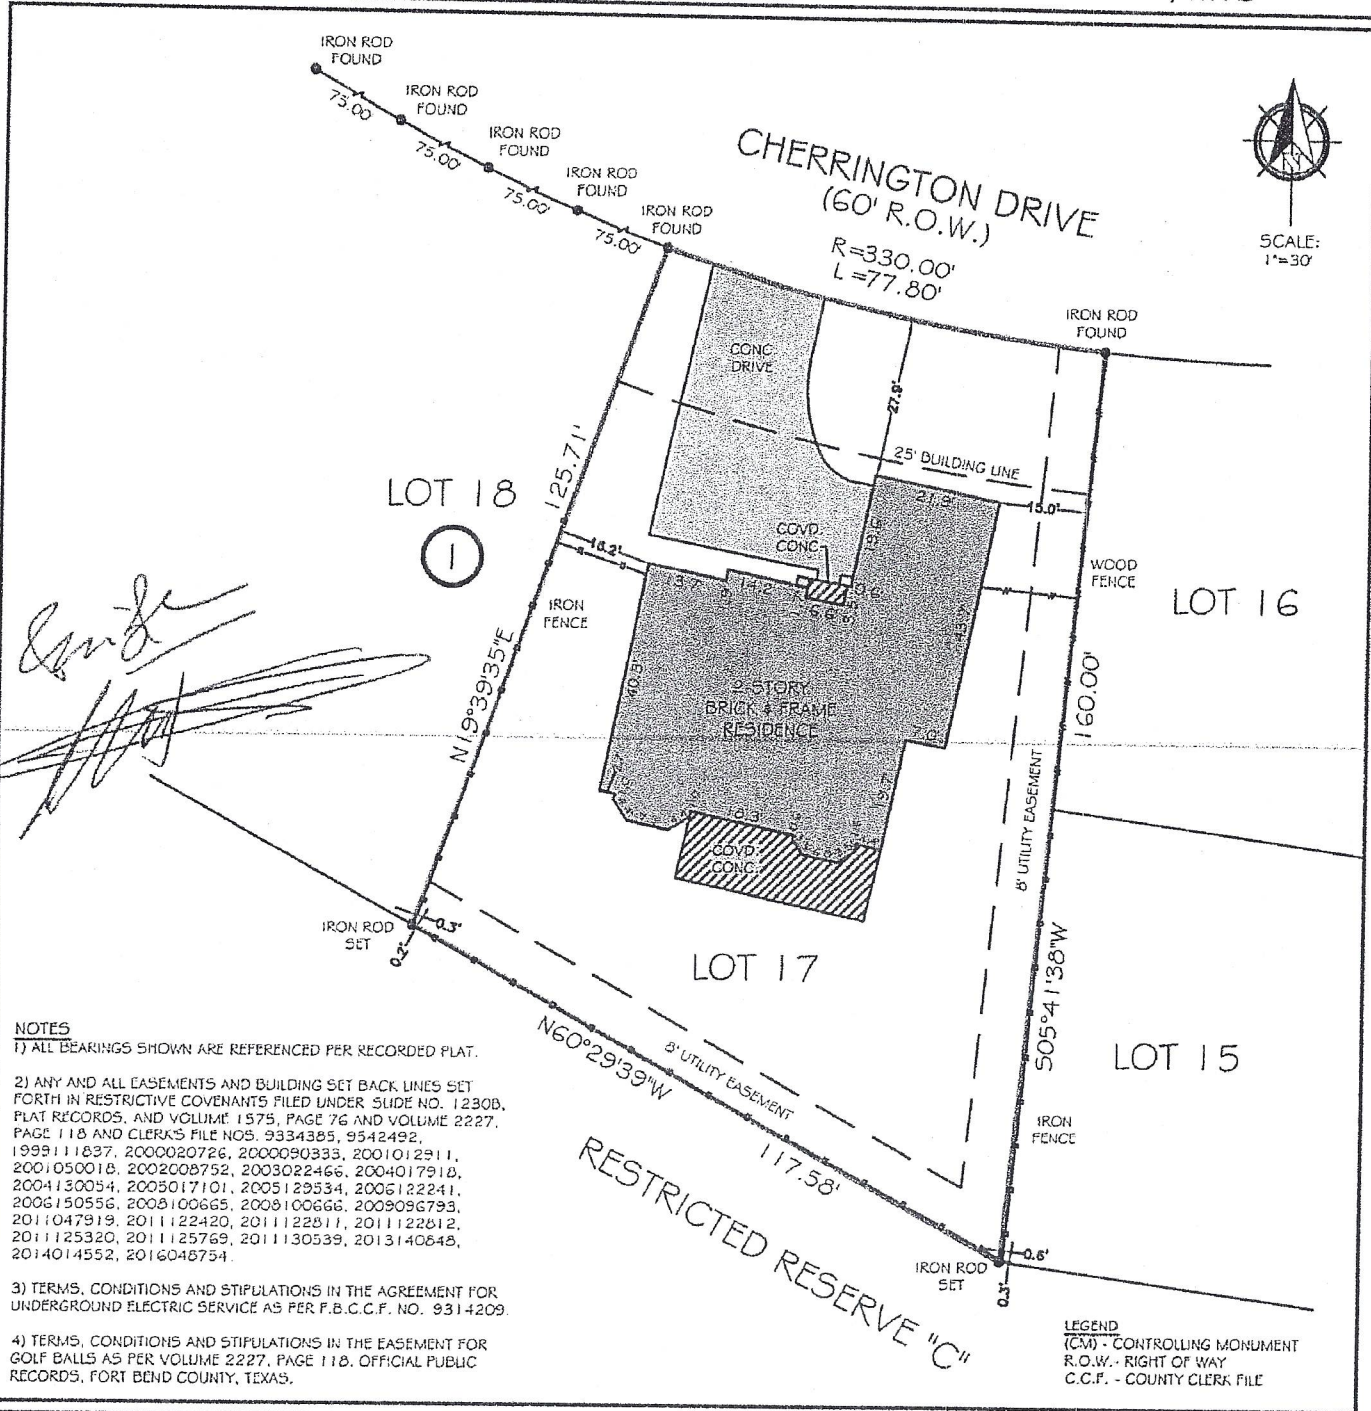 IRON ROD
FOUND
75.00'
IRON ROD
FOUND
75.00'
IRON ROD
FOUND
75.00'
IRON ROD
FOUND
75.00'
IRON ROD
FOUND
CHERRINGTON DRIVE
(60' R.O.W.)
R=330.00'
L=77.80'
SCALE:
1"=30'
IRON ROD
FOUND
CONC
DRIVE
27.9'
25' BUILDING LINE
LOT 18
1
125.71'
N19°39'35"E
16.2'
COVD
CONC
21.8'
15.0'
WOOD
FENCE
LOT 16
IRON
FENCE
14.2'
40.3'
2-STORY
BRICK & FRAME
RESIDENCE
160.00'
8' UTILITY EASEMENT
S05°41'38"W
COVD.
CONC.
IRON ROD
SET
0.3'
0.2'
LOT 17
N60°29'39"W
8' UTILITY EASEMENT
117.58'
LOT 15
IRON
FENCE
RESTRICTED RESERVE "C"
IRON ROD
SET
0.6'
0.3'
NOTES
1) ALL BEARINGS SHOWN ARE REFERENCED PER RECORDED PLAT.
2) ANY AND ALL EASEMENTS AND BUILDING SET BACK LINES SET
FORTH IN RESTRICTIVE COVENANTS FILED UNDER SLIDE NO. 1230B,
PLAT RECORDS, AND VOLUME 1575, PAGE 76 AND VOLUME 2227,
PAGE 118 AND CLERK'S FILE NOS. 9334385, 9542492,
1999111837, 2000020726, 2000090333, 2001012911,
2001050018, 2002008752, 2003022466, 2004017918,
2004130054, 2005017101, 2005129534, 2006122241,
2006150556, 2008100665, 2008100666, 2009096793,
2011047919, 2011122420, 2011122811, 2011122812,
2011125320, 2011125769, 2011130539, 2013140848,
2014014552, 2016048754.
3) TERMS, CONDITIONS AND STIPULATIONS IN THE AGREEMENT FOR
UNDERGROUND ELECTRIC SERVICE AS PER F.B.C.C.F. NO. 9314209.
4) TERMS, CONDITIONS AND STIPULATIONS IN THE EASEMENT FOR
GOLF BALLS AS PER VOLUME 2227, PAGE 118, OFFICIAL PUBLIC
RECORDS, FORT BEND COUNTY, TEXAS.
LEGEND
(CM) - CONTROLLING MONUMENT
R.O.W. - RIGHT OF WAY
C.C.F. - COUNTY CLERK FILE